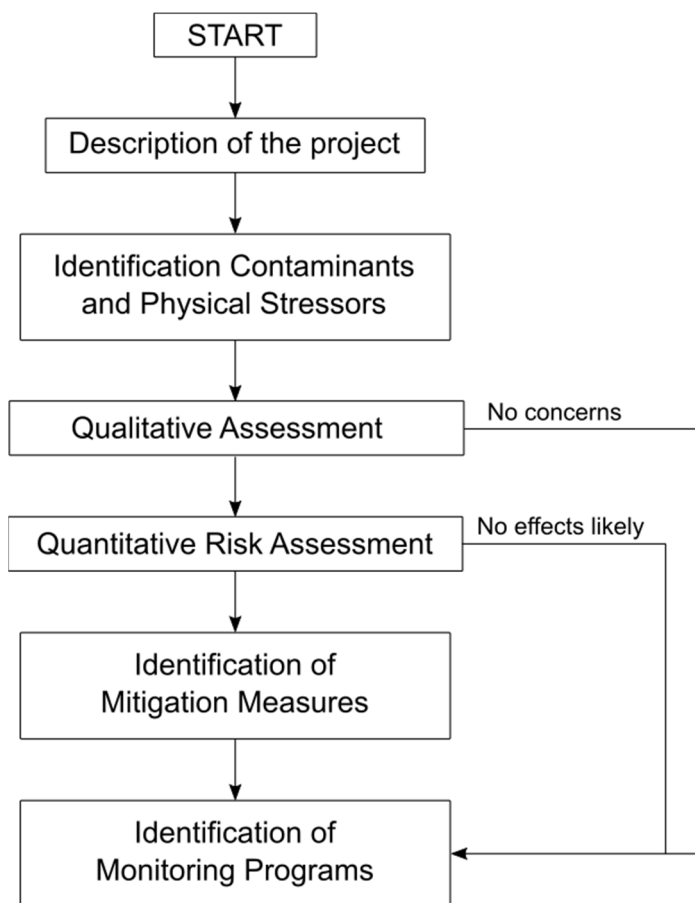 START
Description of the project
Identification Contaminants
and Physical Stressors
Qualitative Assessment
No concerns
Quantitative Risk Assessment
No effects likely
Identification of
Mitigation Measures
Identification of
Monitoring Programs